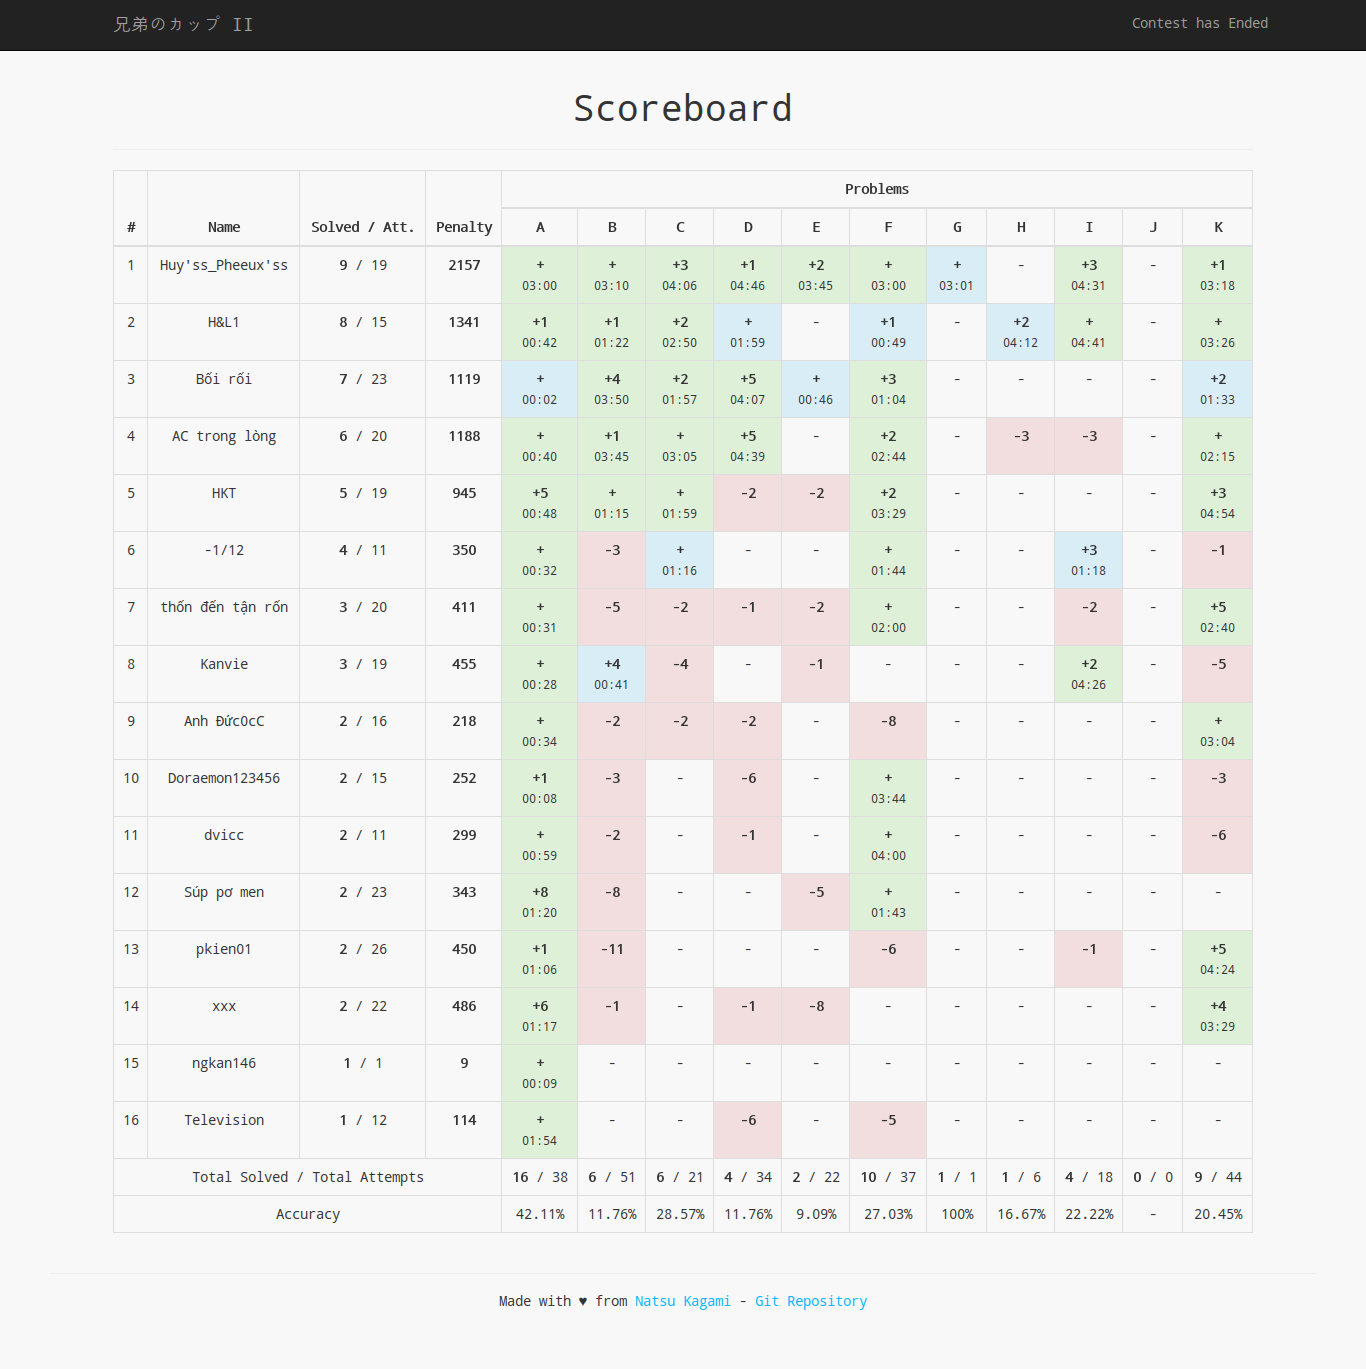 兄弟のカップ II Contest has Ended
Scoreboard
Problems
# Name Solved / Att. Penalty A B C D E F G H I J K
1 Huy'ss_Pheeux'ss 9 / 19 2157 + + +3 +1 +2 + + - +3 - +1
03:00 03:10 04:06 04:46 03:45 03:00 03:01 04:31 03:18
2 H&L1 8 / 15 1341 +1 +1 +2 + - +1 - +2 + - +
00:42 01:22 02:50 01:59 00:49 04:12 04:41 03:26
3 Bối rối 7 / 23 1119 + +4 +2 +5 + +3 - - - - +2
00:02 03:50 01:57 04:07 00:46 01:04 01:33
4 AC trong lòng 6 / 20 1188 + +1 + +5 - +2 - -3 -3 - +
00:40 03:45 03:05 04:39 02:44 02:15
5 HKT 5 / 19 945 +5 + + -2 -2 +2 - - - - +3
00:48 01:15 01:59 03:29 04:54
6 -1/12 4 / 11 350 + -3 + - - + - - +3 - -1
00:32 01:16 01:44 01:18
7 thốn đến tận rốn 3 / 20 411 + -5 -2 -1 -2 + - - -2 - +5
00:31 02:00 02:40
8 Kanvie 3 / 19 455 + +4 -4 - -1 - - - +2 - -5
00:28 00:41 04:26
9 Anh ĐứcOcC 2 / 16 218 + -2 -2 -2 - -8 - - - - +
00:34 03:04
10 Doraemon123456 2 / 15 252 +1 -3 - -6 - + - - - - -3
00:08 03:44
11 dvicc 2 / 11 299 + -2 - -1 - + - - - - -6
00:59 04:00
12 Súp pơ men 2 / 23 343 +8 -8 - - -5 + - - - - -
01:20 01:43
13 pkien01 2 / 26 450 +1 -11 - - - -6 - - -1 - +5
01:06 04:24
14 xxx 2 / 22 486 +6 -1 - -1 -8 - - - - - +4
01:17 03:29
15 ngkan146 1 / 1 9 + - - - - - - - - - -
00:09
16 Television 1 / 12 114 + - - -6 - -5 - - - - -
01:54
Total Solved / Total Attempts 16 / 38 6 / 51 6 / 21 4 / 34 2 / 22 10 / 37 1 / 1 1 / 6 4 / 18 0 / 0 9 / 44
Accuracy 42.11% 11.76% 28.57% 11.76% 9.09% 27.03% 100% 16.67% 22.22% - 20.45%
Made with ♥ from Natsu Kagami - Git Repository